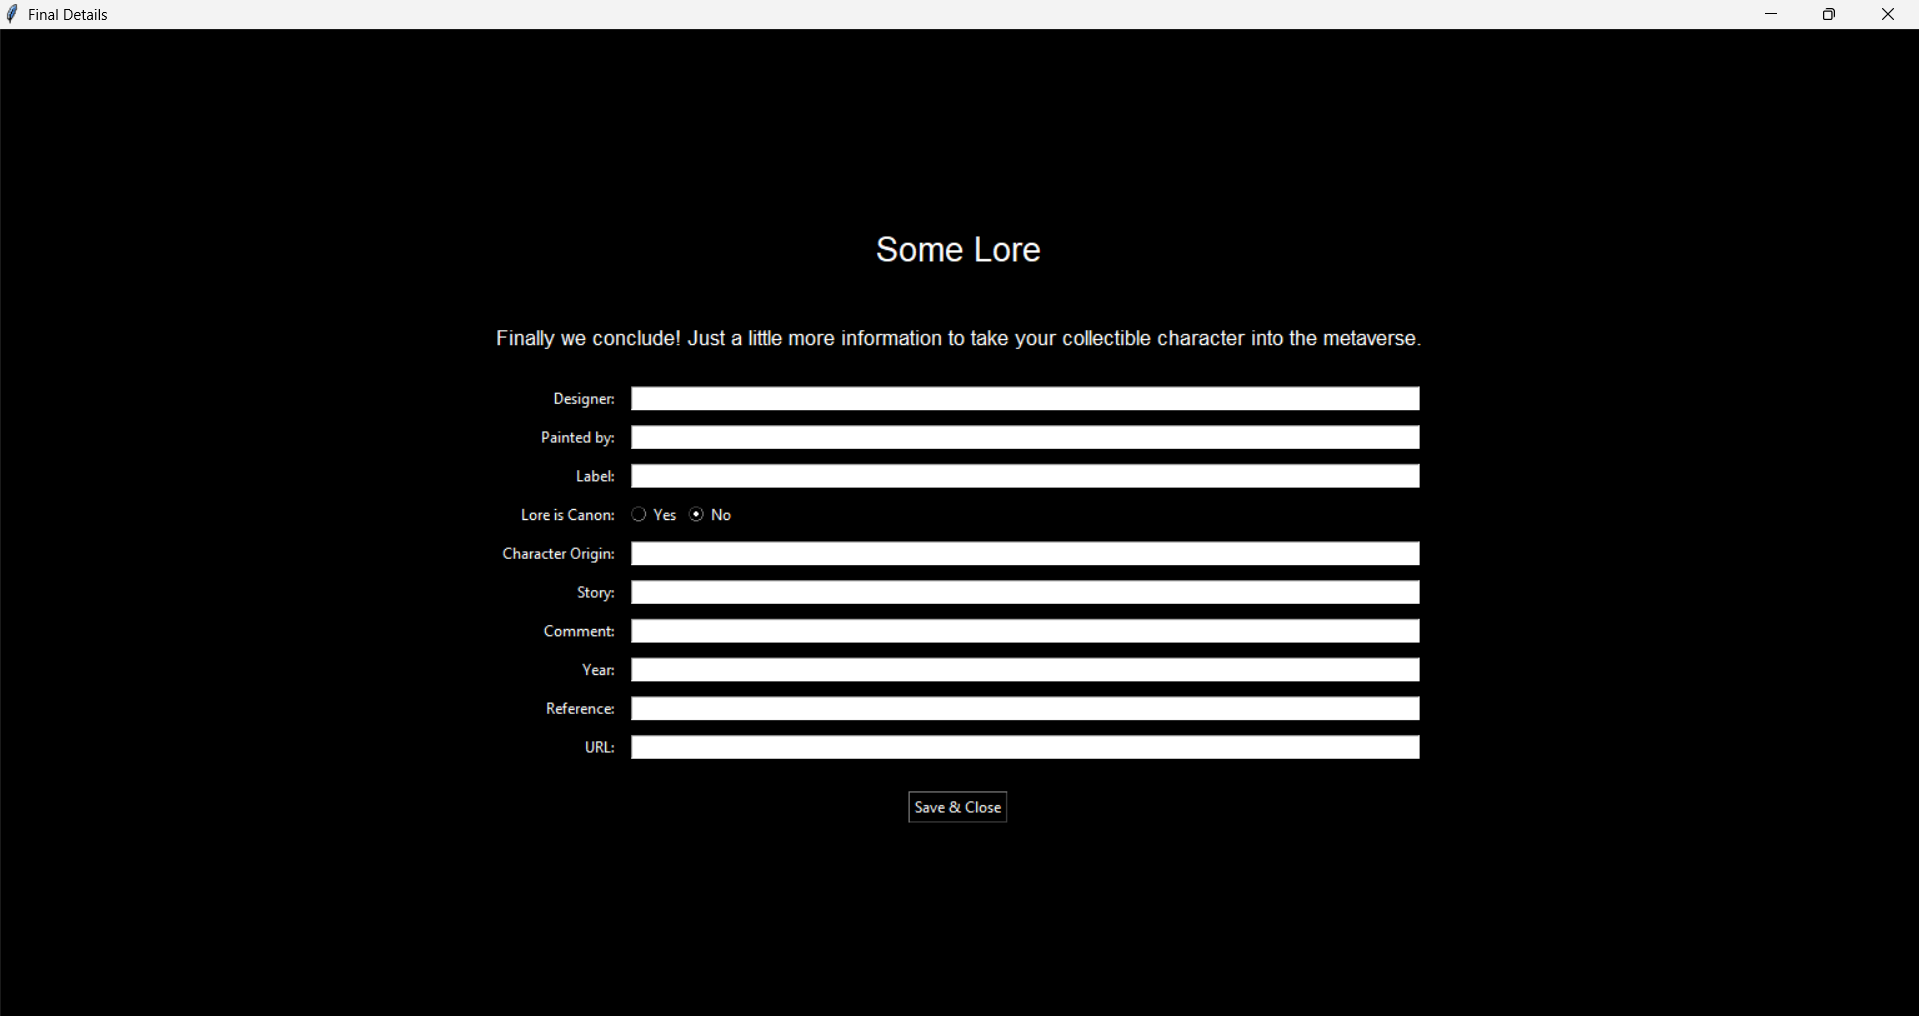 Final Details
Some Lore
Finally we conclude! Just a little more information to take your collectible character into the metaverse.
Designer:
Painted by:
Label:
Lore is Canon: Yes No
Character Origin:
Story:
Comment:
Year:
Reference:
URL:
Save & Close